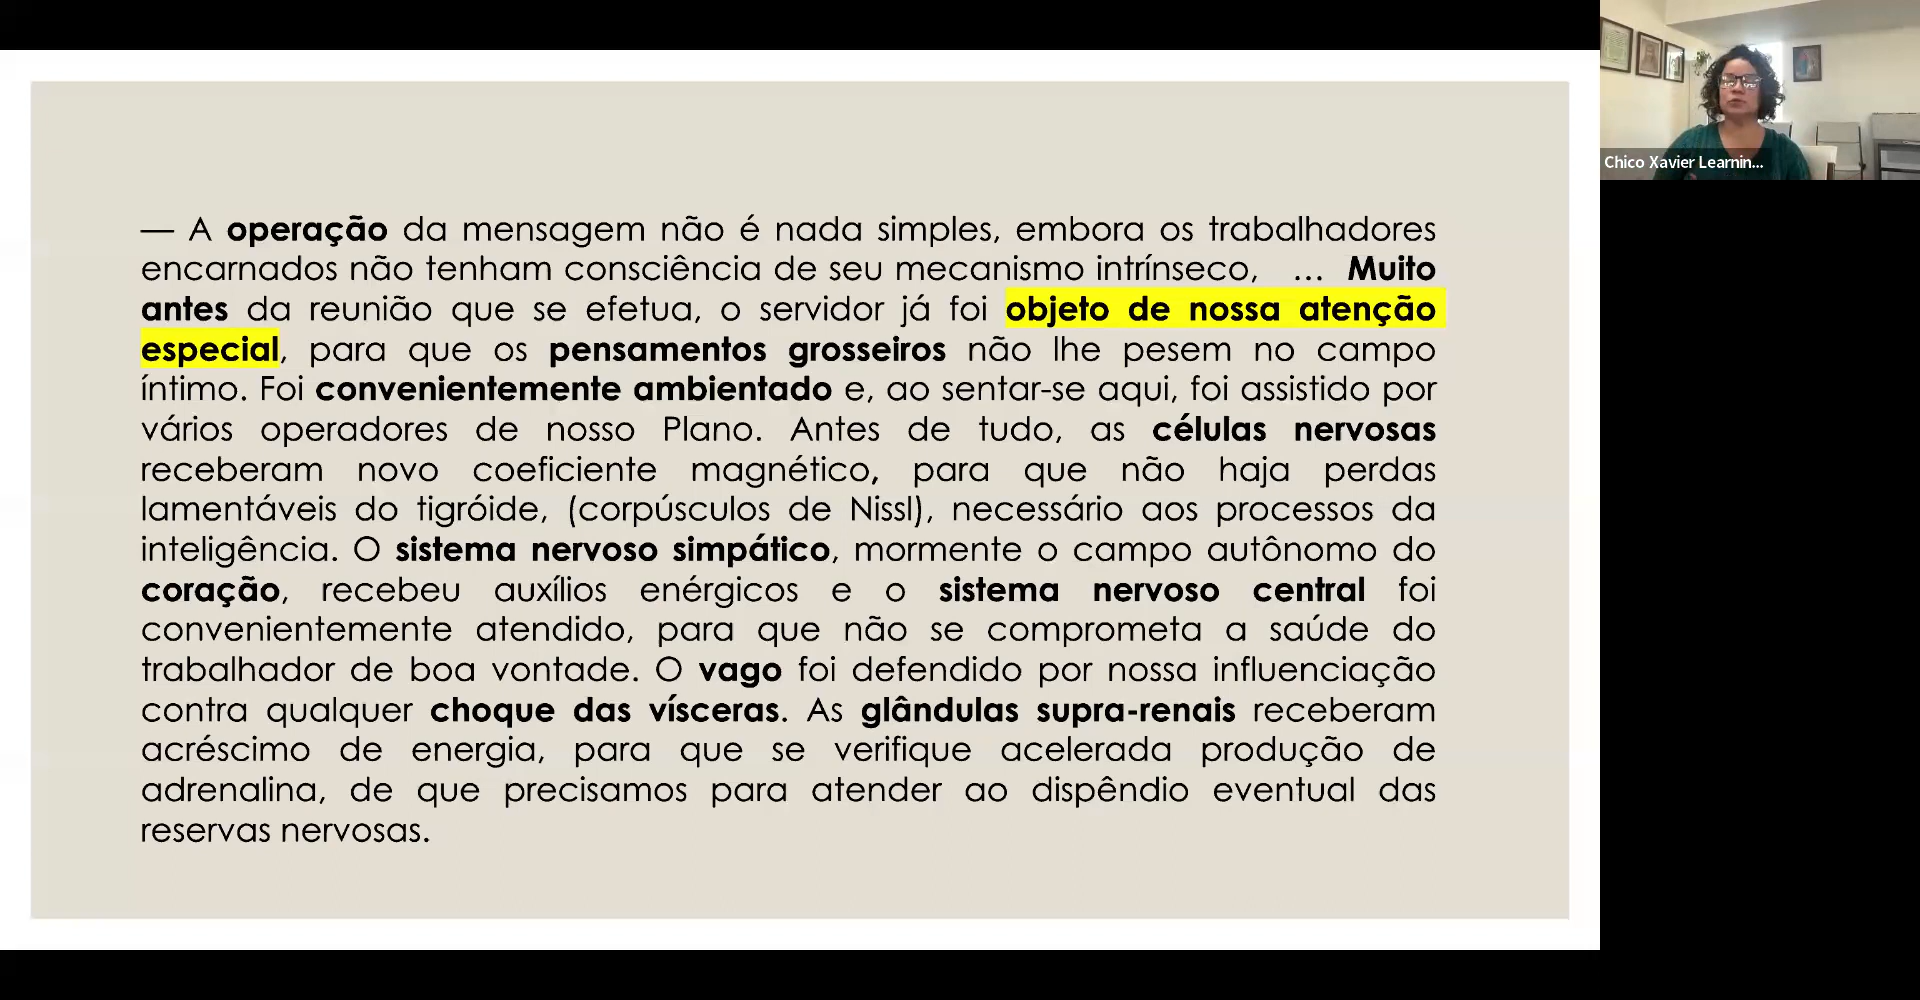 — A operação da mensagem não é nada simples, embora os trabalhadores
encarnados não tenham consciência de seu mecanismo intrínseco, ... Muito
antes da reunião que se efetua, o servidor já foi objeto de nossa atenção
especial, para que os pensamentos grosseiros não lhe pesem no campo
íntimo. Foi convenientemente ambientado e, ao sentar-se aqui, foi assistido por
vários operadores de nosso Plano. Antes de tudo, as células nervosas
receberam novo coeficiente magnético, para que não haja perdas
lamentáveis do tigróide, (corpúsculos de Nissl), necessário aos processos da
inteligência. O sistema nervoso simpático, mormente o campo autônomo do
coração, recebeu auxílios enérgicos e o sistema nervoso central foi
convenientemente atendido, para que não se comprometa a saúde do
trabalhador de boa vontade. O vago foi defendido por nossa influenciação
contra qualquer choque das vísceras. As glândulas supra-renais receberam
acréscimo de energia, para que se verifique acelerada produção de
adrenalina, de que precisamos para atender ao dispêndio eventual das
reservas nervosas.
Chico Xavier Learnin...